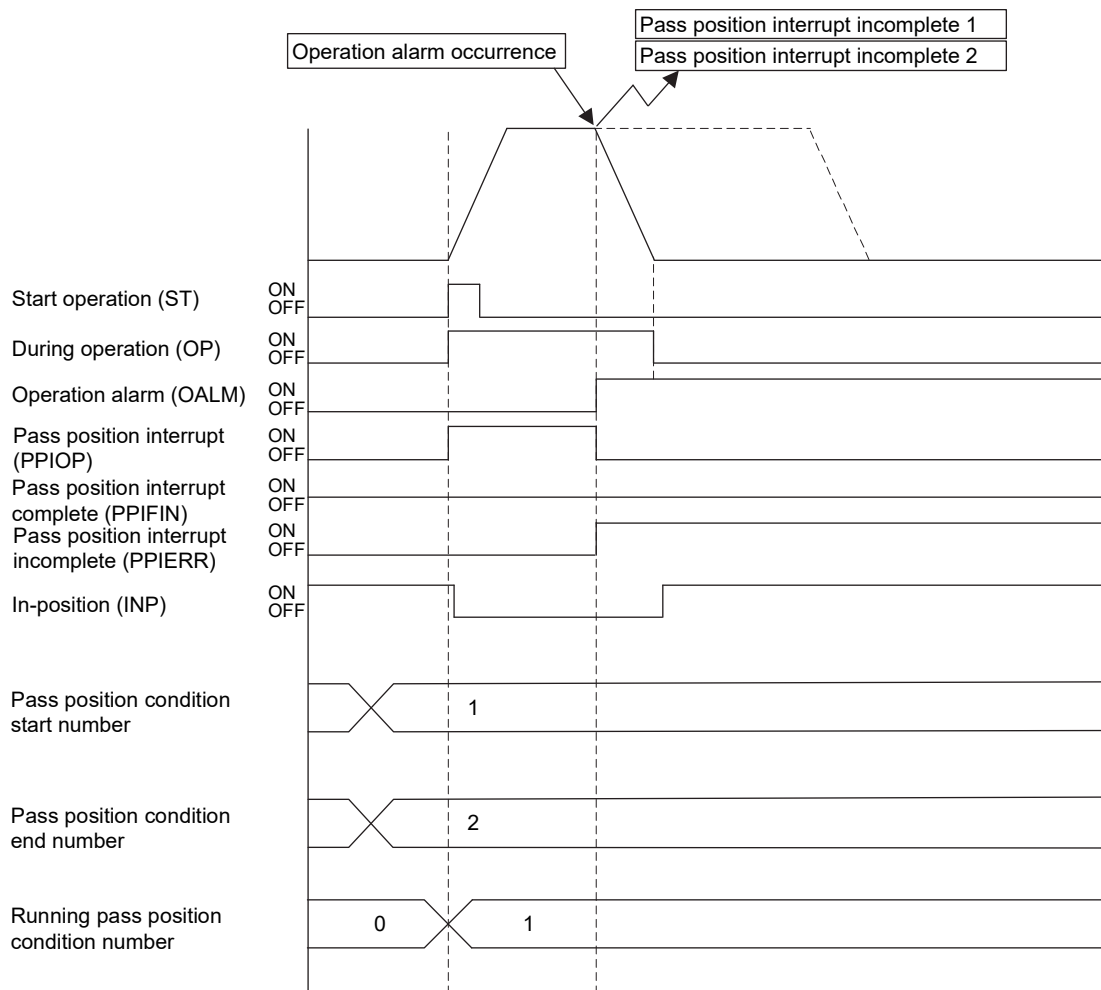 Pass position interrupt incomplete 1
Operation alarm occurrence
Pass position interrupt incomplete 2
Start operation (ST)
ON
OFF
During operation (OP)
ON
OFF
Operation alarm (OALM)
ON
OFF
Pass position interrupt
(PPIOP)
ON
OFF
Pass position interrupt
complete (PPIFIN)
ON
OFF
Pass position interrupt
incomplete (PPIERR)
ON
OFF
In-position (INP)
ON
OFF
Pass position condition
start number
1
Pass position condition
end number
2
Running pass position
condition number
0
1